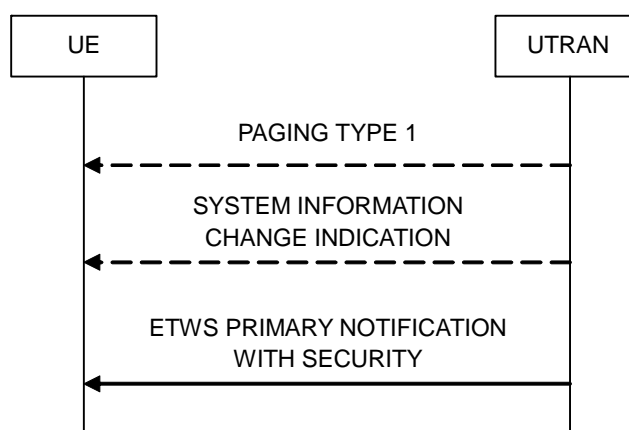 UE
UTRAN
PAGING TYPE 1
SYSTEM INFORMATION
CHANGE INDICATION
ETWS PRIMARY NOTIFICATION
WITH SECURITY